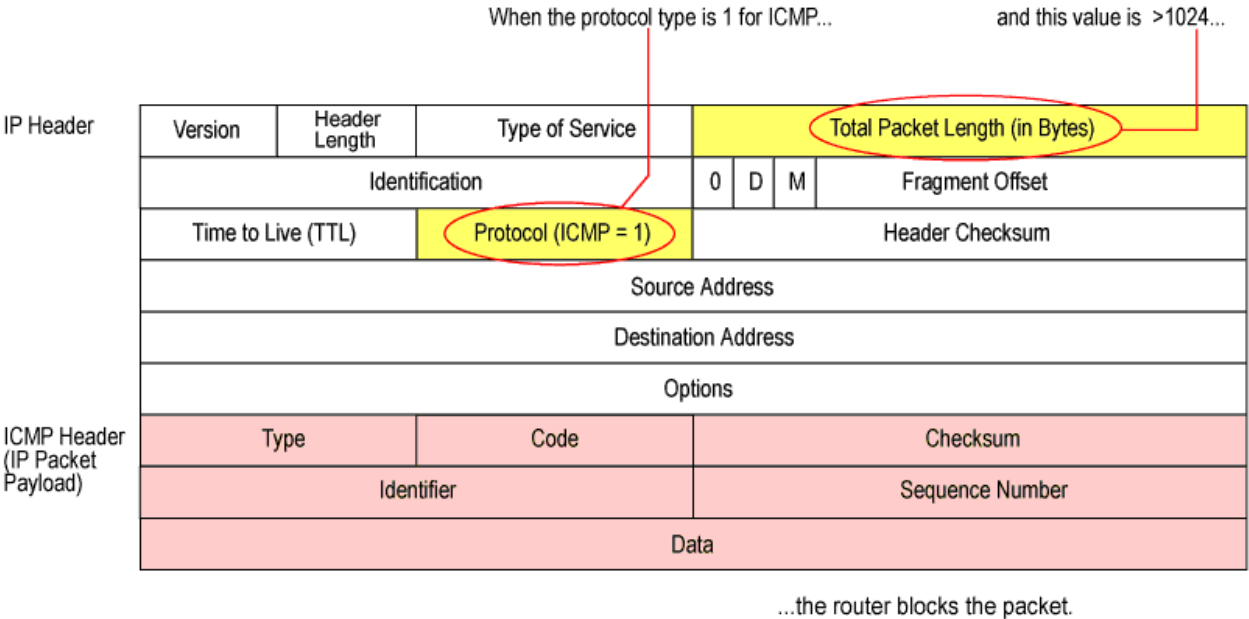 When the protocol type is 1 for ICMP... and this value is >1024...
IP Header Version Header Length Type of Service Total Packet Length (in Bytes)
Identification 0 D M Fragment Offset
Time to Live (TTL) Protocol (ICMP = 1) Header Checksum
Source Address
Destination Address
Options
ICMP Header (IP Packet Payload) Type Code Checksum
Identifier Sequence Number
Data
...the router blocks the packet.